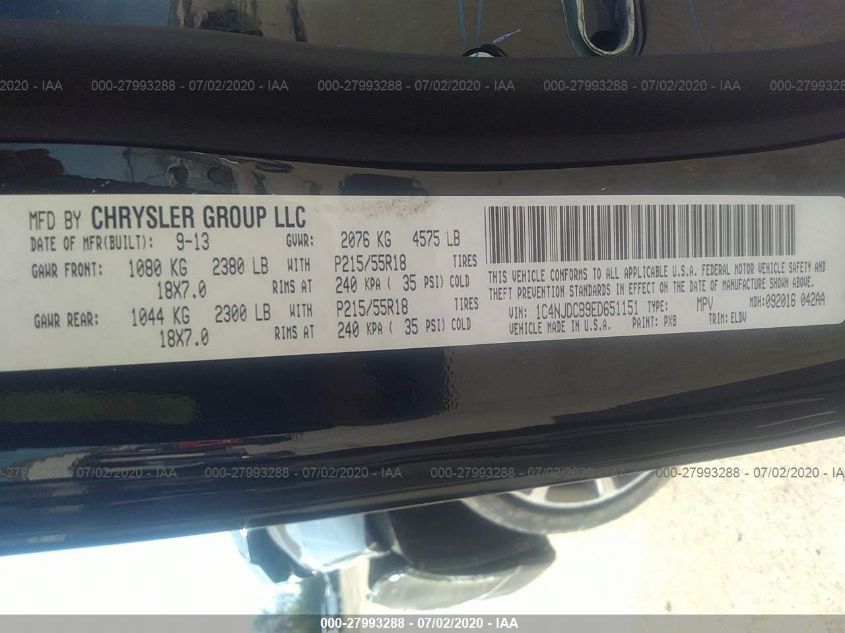 000-27993288 - 07/02/2020 - IAA
MFD BY CHRYSLER GROUP LLC
DATE OF MFR(BUILT): 9-13 GVWR: 2076 KG 4575 LB
GAWR FRONT: 1080 KG 2380 LB WITH P215/55R18 TIRES
18X7.0 RIMS AT 240 KPA ( 35 PSI) COLD
GAWR REAR: 1044 KG 2300 LB WITH P215/55R18 TIRES
18X7.0 RIMS AT 240 KPA ( 35 PSI) COLD
THIS VEHICLE CONFORMS TO ALL APPLICABLE U.S.A. FEDERAL MOTOR VEHICLE SAFETY AND
THEFT PREVENTION STANDARDS IN EFFECT ON THE DATE OF MANUFACTURE SHOWN ABOVE.
VIN: 1C4NJDCB9ED651151 TYPE: MPV MDH: 092016 042AA
VEHICLE MADE IN U.S.A. PAINT: PX8 TRIM: ELDV
000-27993288 - 07/02/2020 - IAA
000-27993288 - 07/02/2020 - IAA